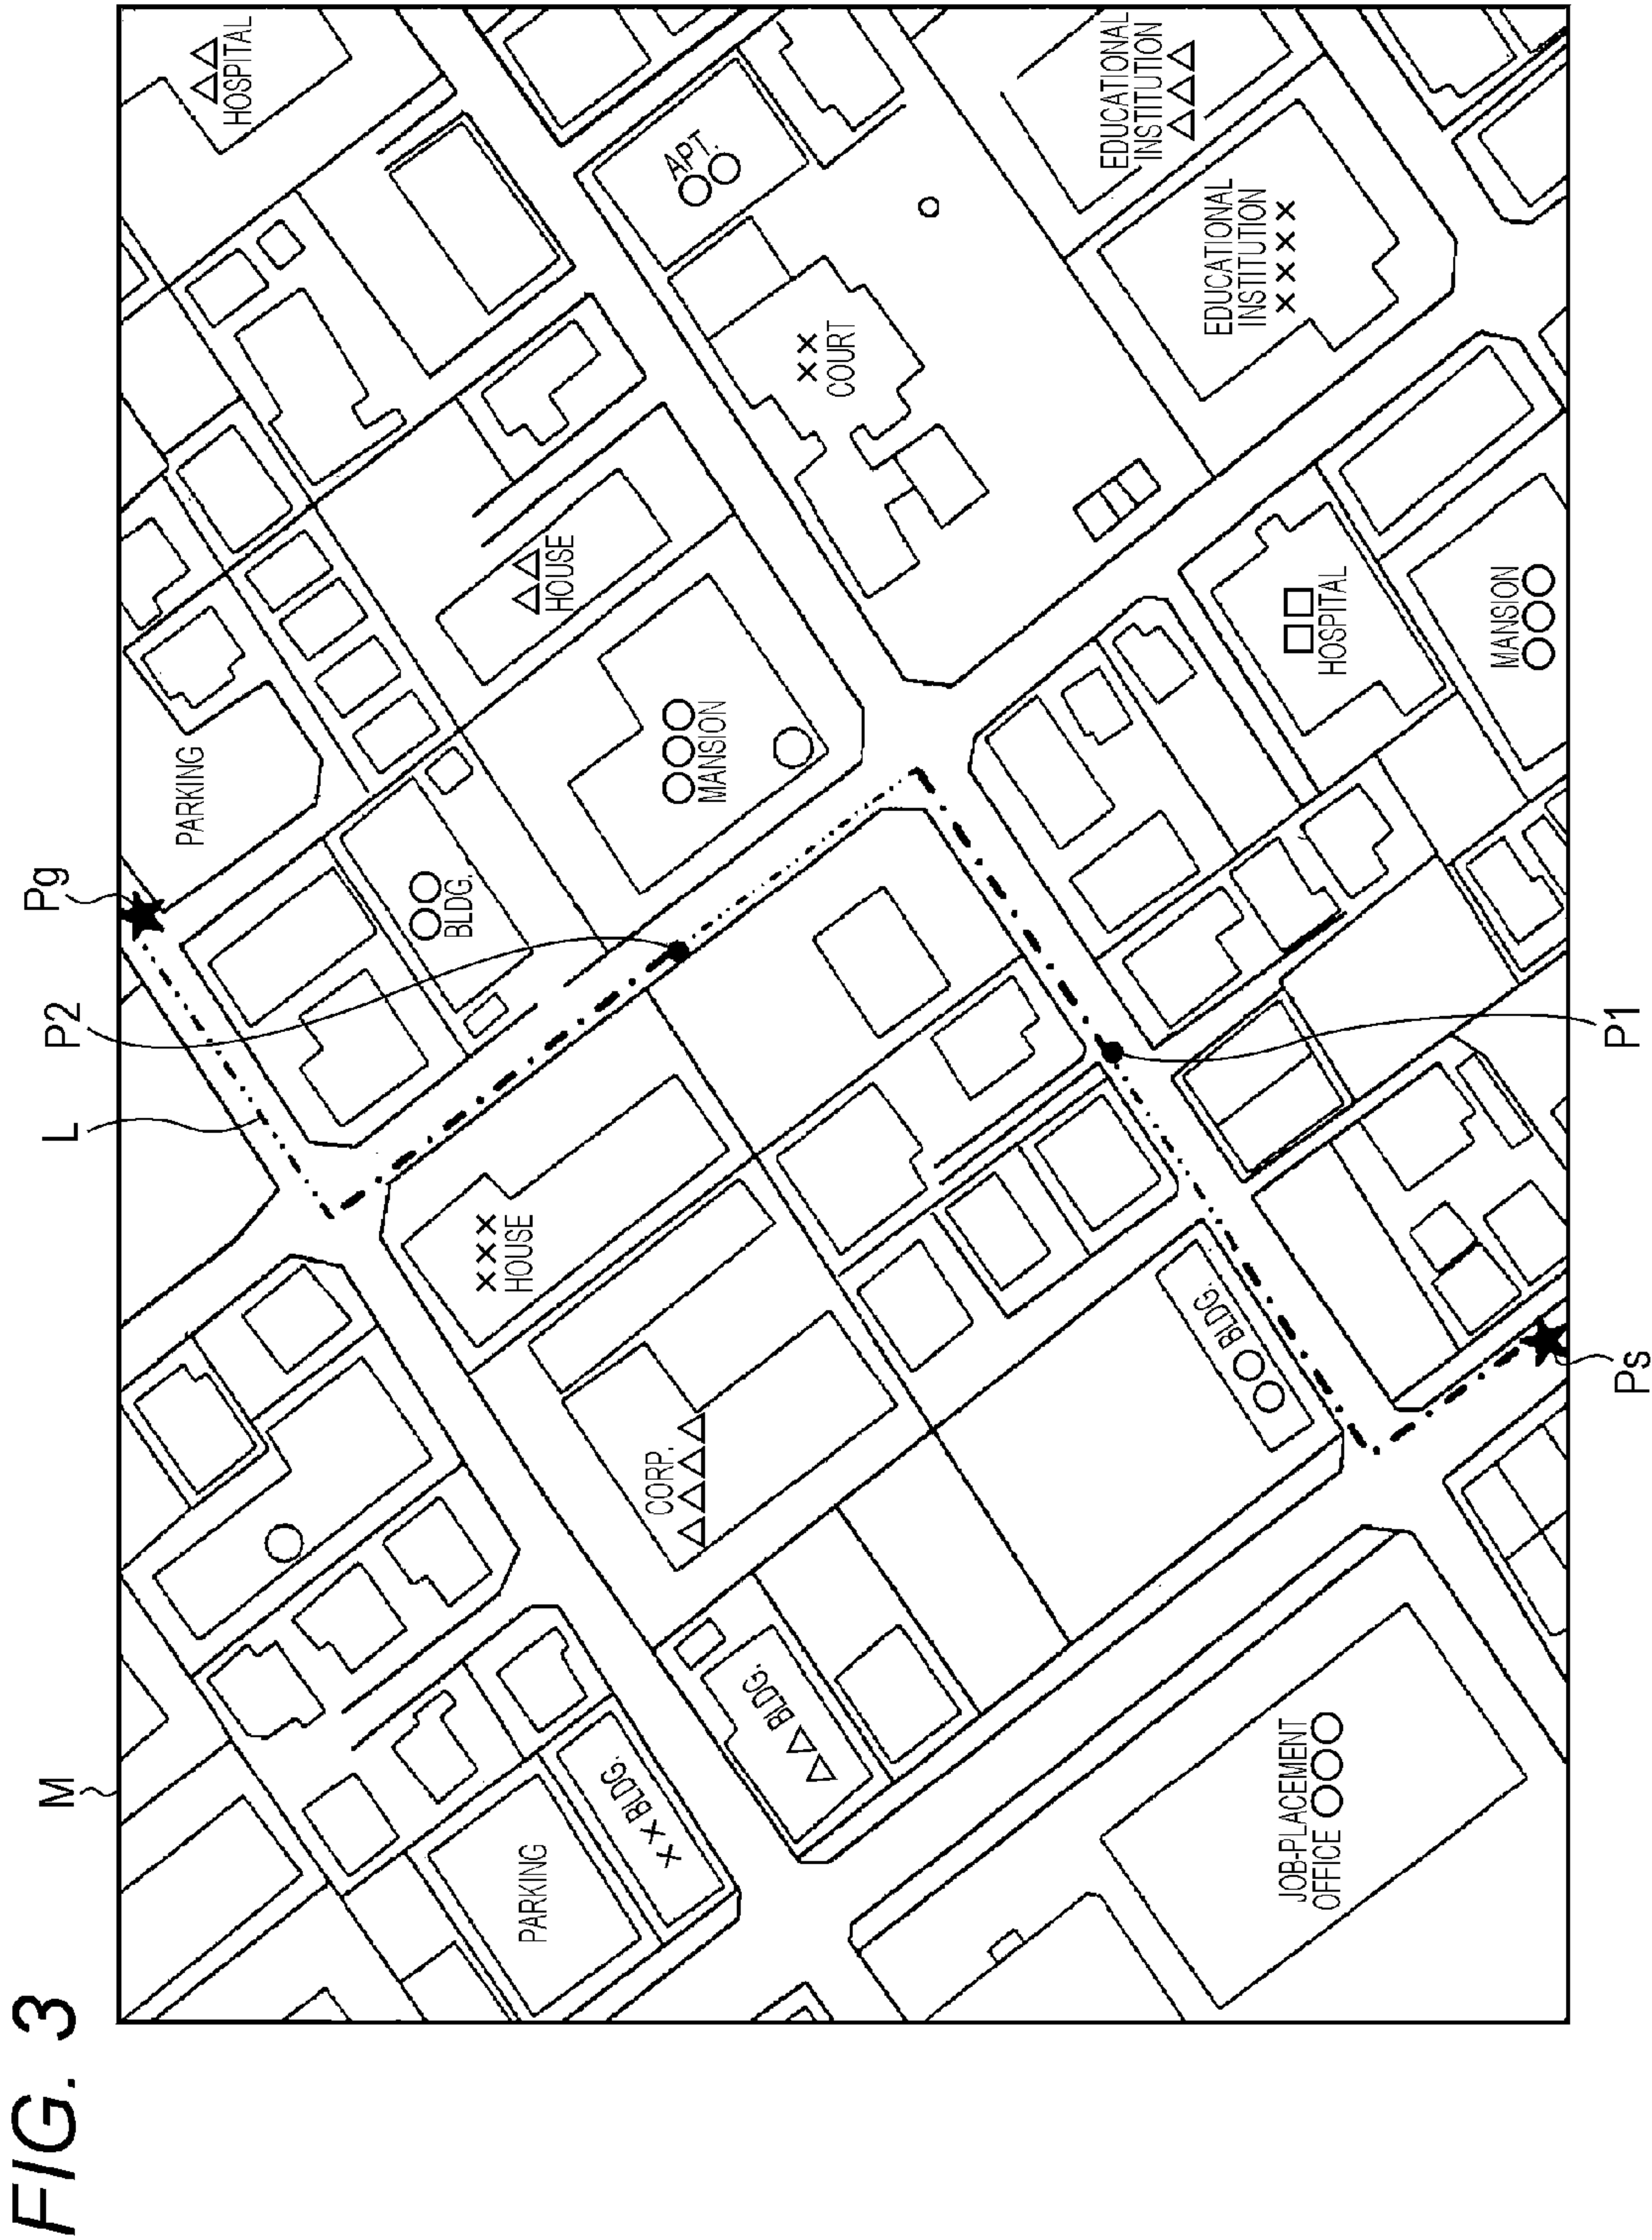 FIG. 3
M
L
P2
Pg
PARKING
△△
HOSPITAL
○○
BLDG.
×××
HOUSE
△△
HOUSE
PARKING
×× BLDG.
CORP.
△△△△
○○○
MANSION
APT.
○○
△△ BLDG.
××
COURT
EDUCATIONAL
INSTITUTION
△△△
○○ BLDG.
EDUCATIONAL
INSTITUTION
××××
JOB-PLACEMENT
OFFICE ○○○
□□
HOSPITAL
MANSION
○○○
Ps
P1